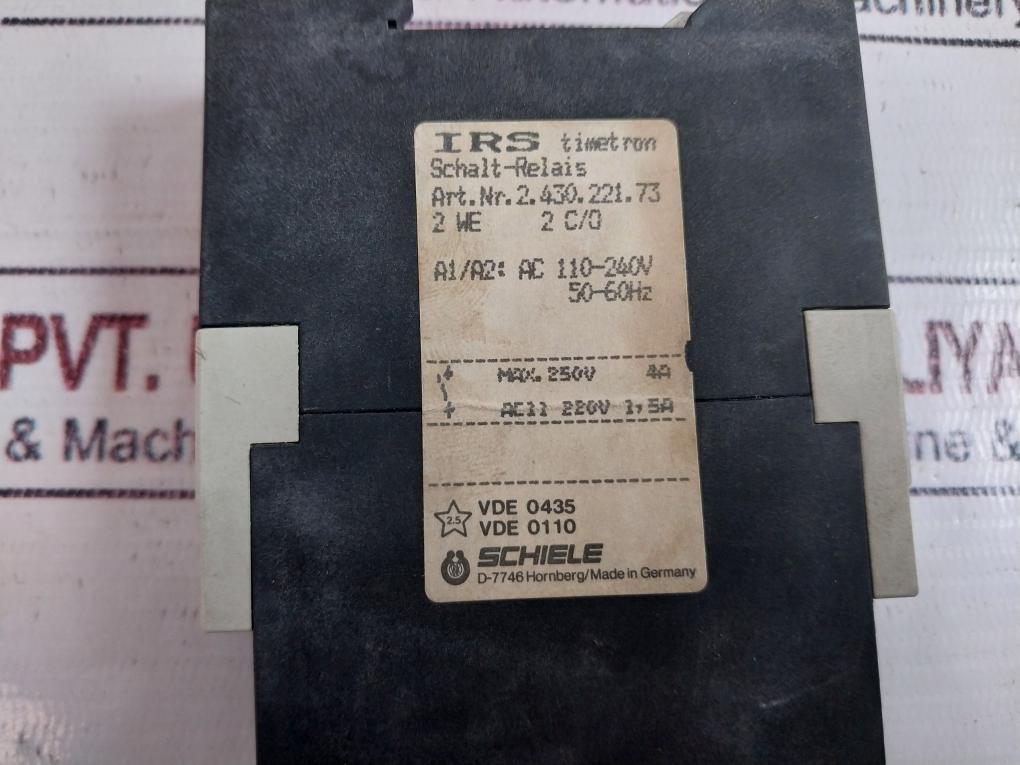 Machinery
IRS timetron
Schalt-Relais
Art.Nr.2.430.221.73
2 WE 2 C/O
A1/A2: AC 110-240V
50-60Hz
PVT.
MAX.250V 4A
& Mach
AC11 220V 1,5A
ne &
2.5 VDE 0435
VDE 0110
SCHIELE
D-7746 Hornberg/Made in Germany